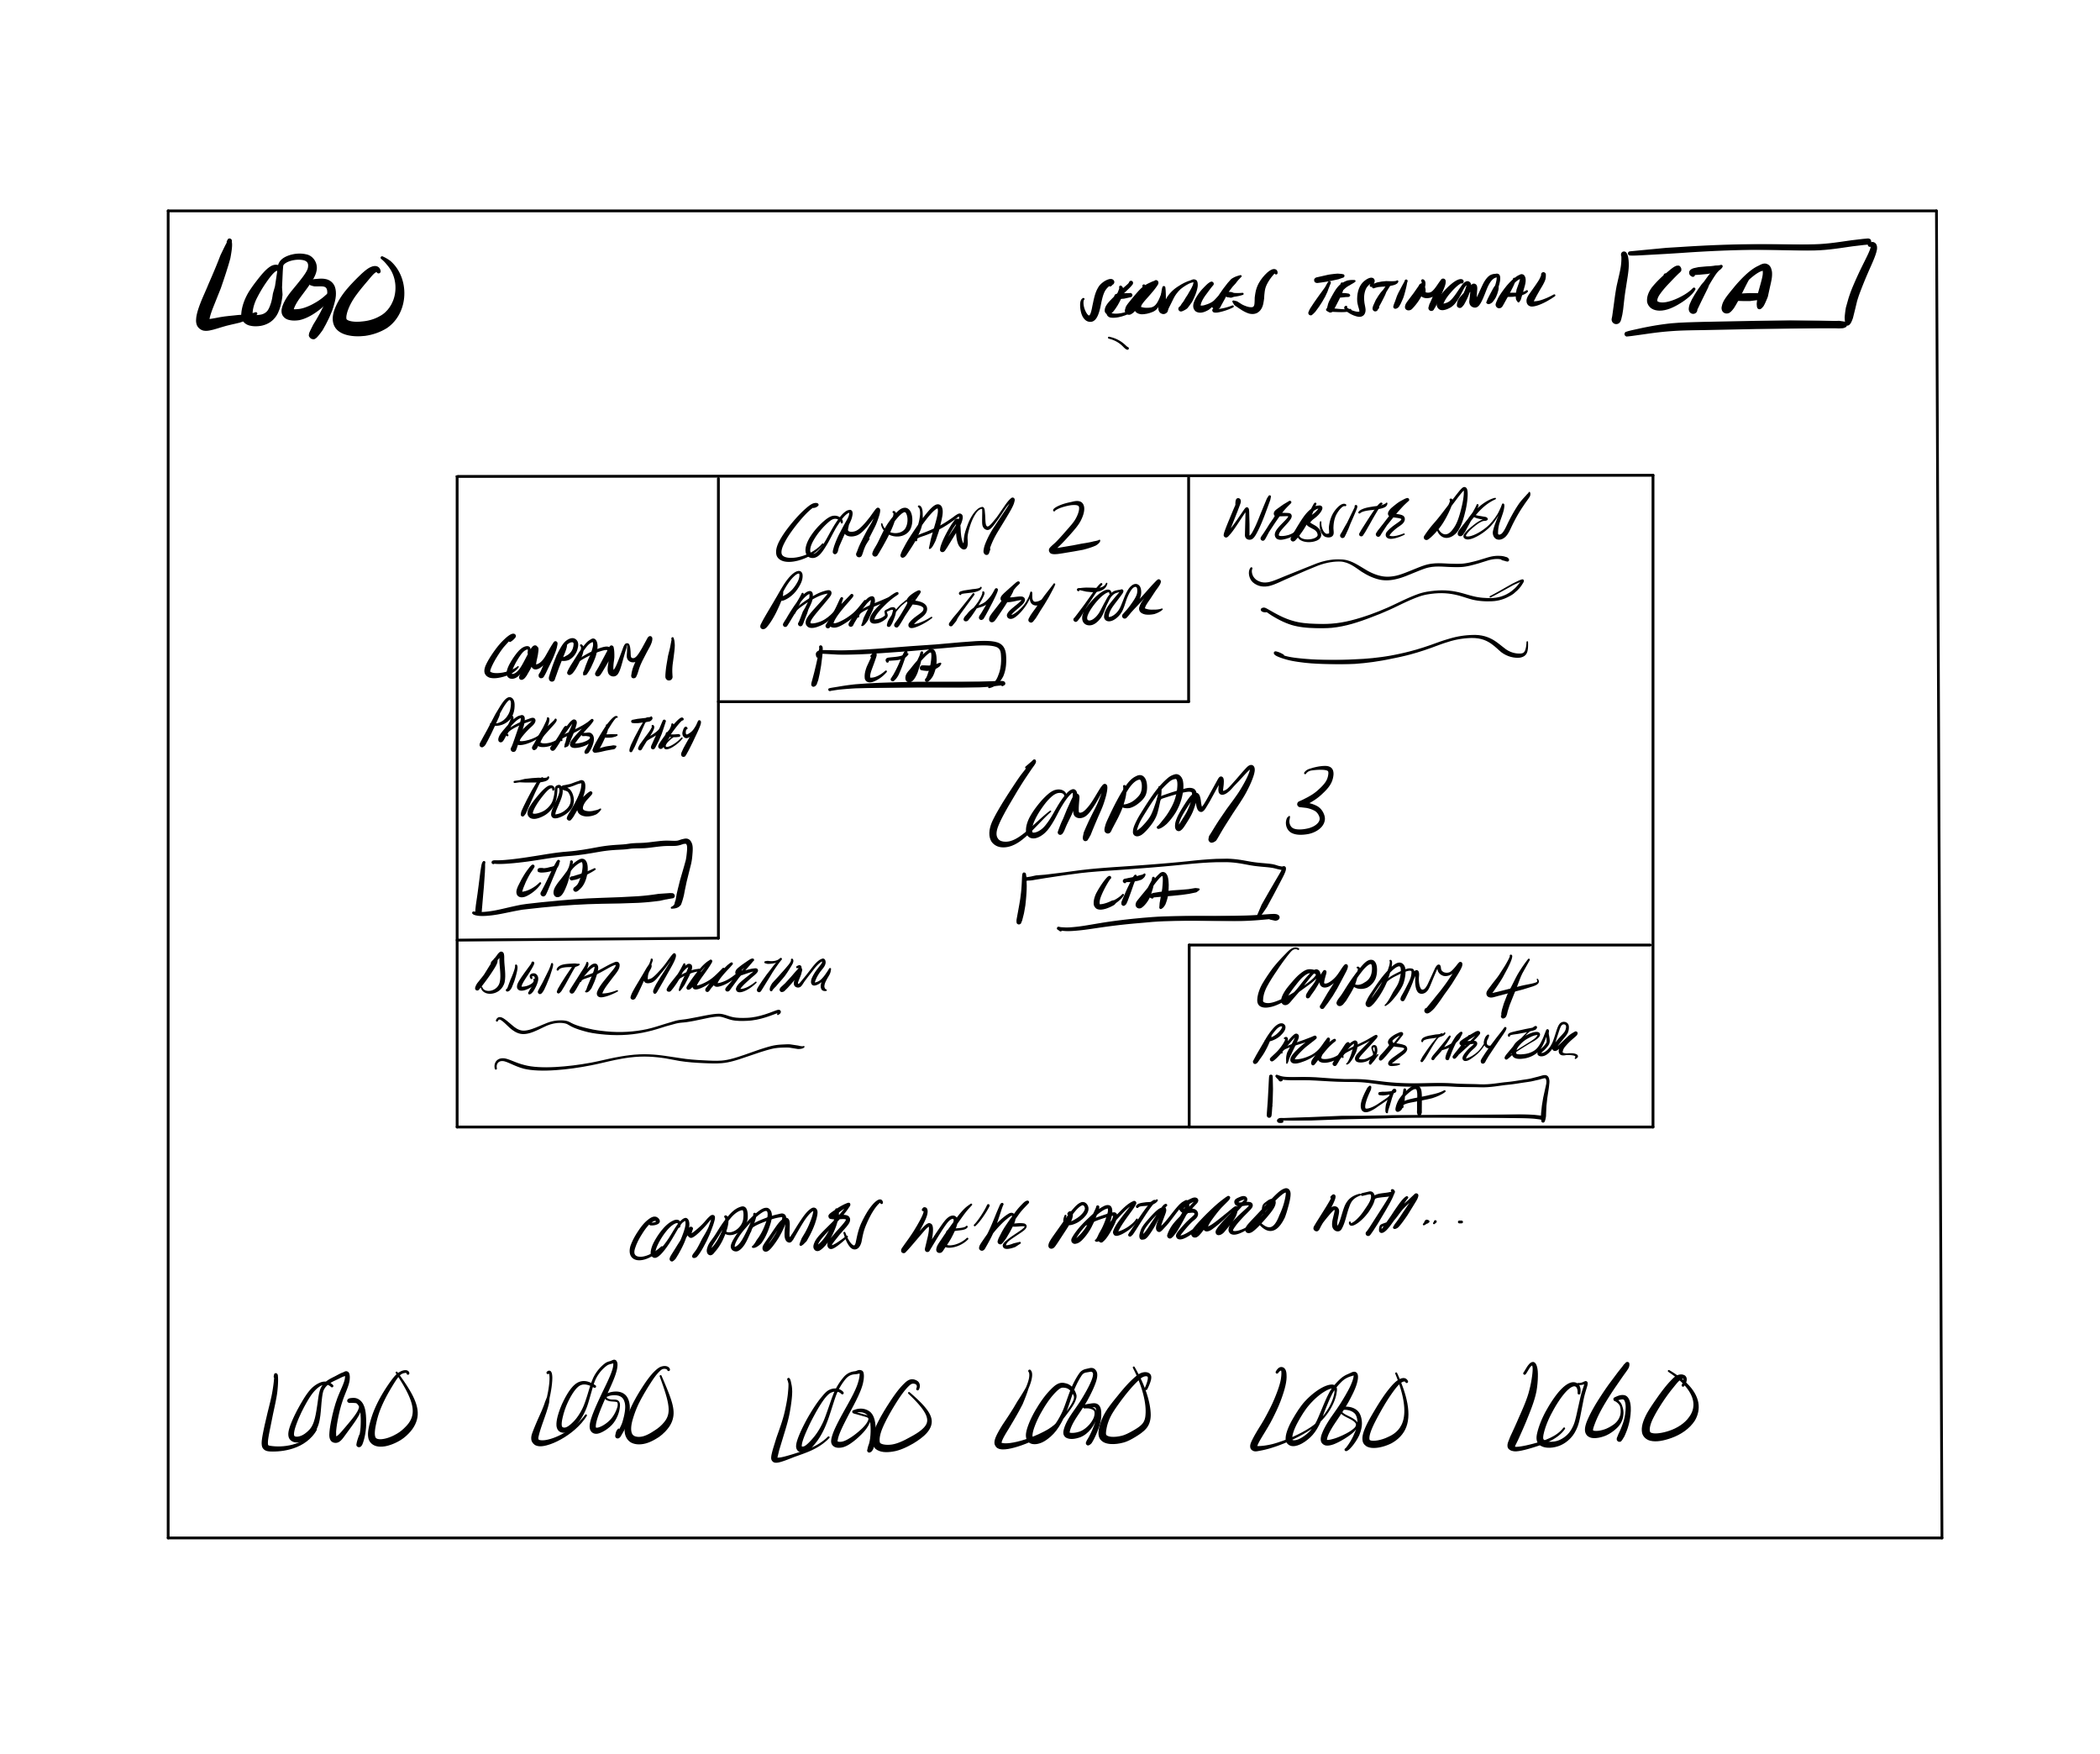 LOGO
SERVICES TESTIMONIAL
CTA
COMPANY 1
PACKAGE THEY
TOOK
CTA
COMPANY 2
PACKAGES THEY TOOK
CTA
WEBSITE DEV
COMPANY 3
CTA
DIGITAL MARKETING
COMPANY 4
PACKAGES THEY TOOK
CTA
COMPANIES WE'VE PARTNERED WITH...
LOGO LOGO LOGO LOGO LOGO LOGO